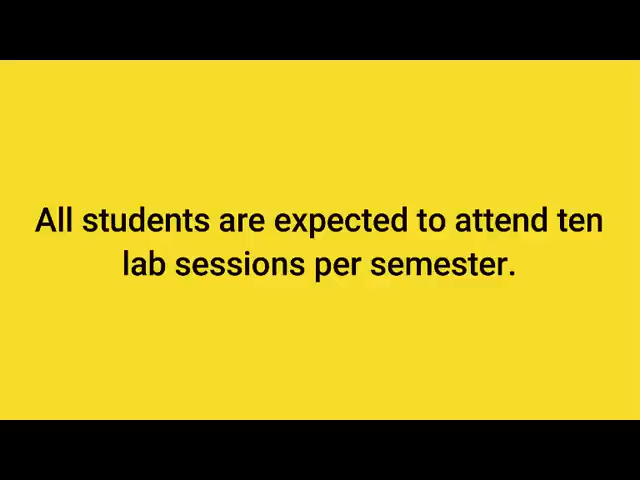 All students are expected to attend ten
lab sessions per semester.